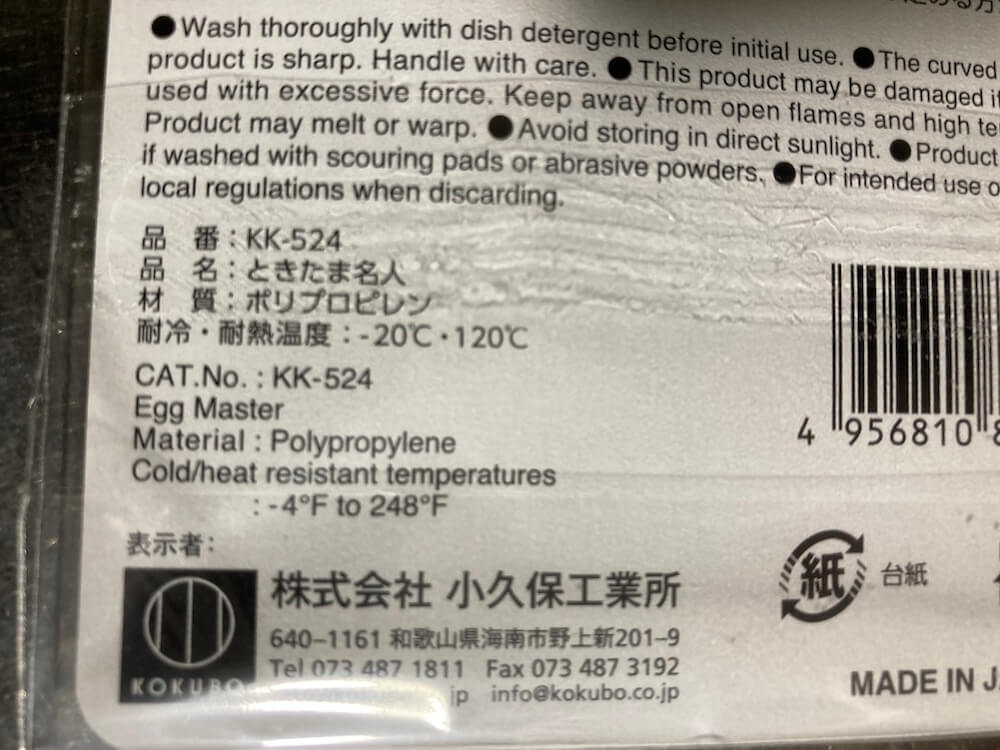 ●Wash thoroughly with dish detergent before initial use. ●The curved
product is sharp. Handle with care. ●This product may be damaged if
used with excessive force. Keep away from open flames and high te
Product may melt or warp. ●Avoid storing in direct sunlight. ●Product
if washed with scouring pads or abrasive powders. ●For intended use o
local regulations when discarding.
品 番：KK-524
品 名：ときたま名人
材 質：ポリプロピレン
耐冷・耐熱温度：-20℃・120℃
CAT.No. : KK-524
Egg Master
Material : Polypropylene
Cold/heat resistant temperatures
: -4°F to 248°F
4 956810 8
表示者：
株式会社 小久保工業所
紙 台紙
640-1161 和歌山県海南市野上新201-9
Tel 073 487 1811 Fax 073 487 3192
KOKUBO
jp info@kokubo.co.jp
MADE IN J